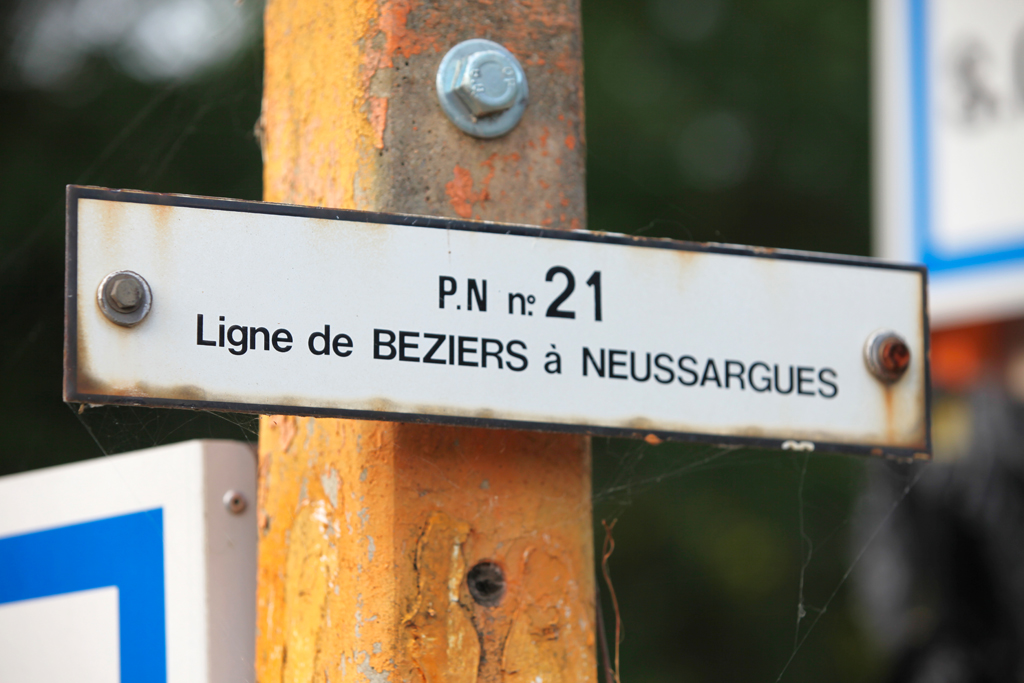 P.N n°: 21
Ligne de BEZIERS à NEUSSARGUES